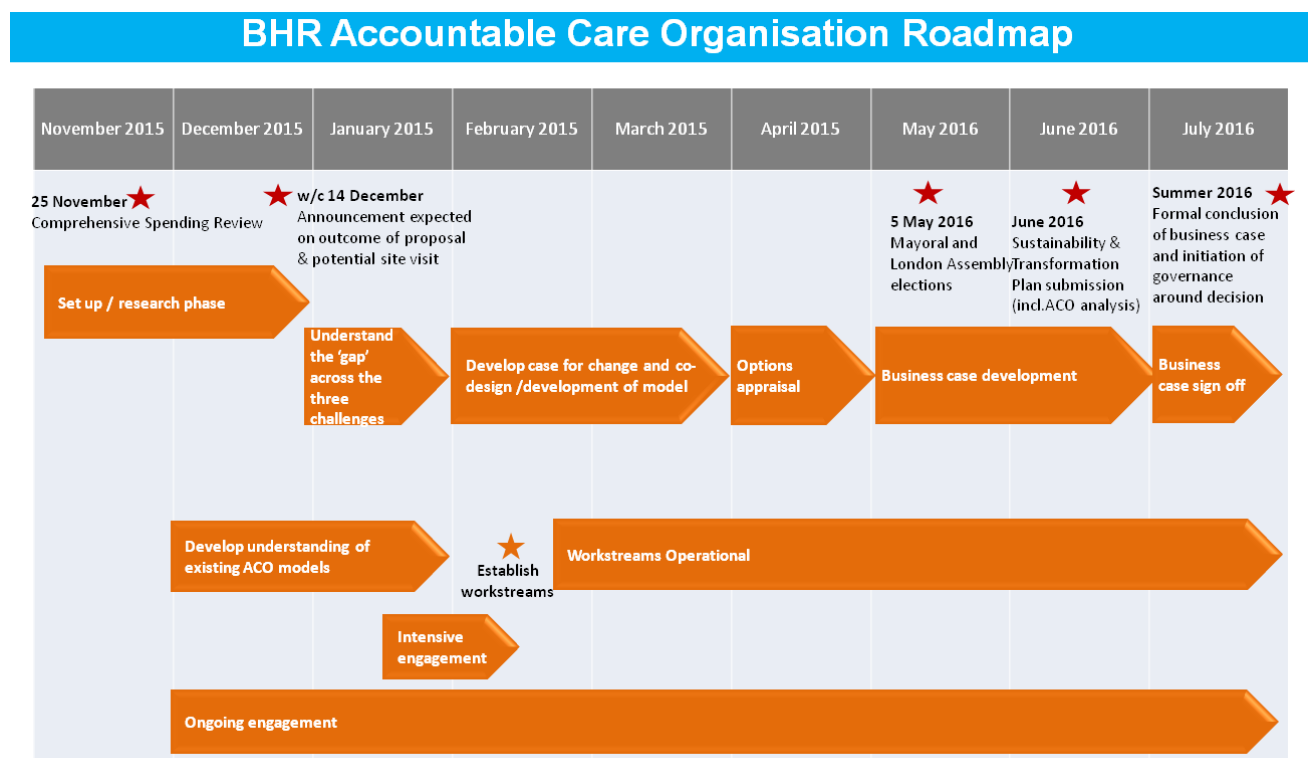 BHR Accountable Care Organisation Roadmap
November 2015
December 2015
January 2015
February 2015
March 2015
April 2015
May 2016
June 2016
July 2016
25 November
Comprehensive Spending Review
w/c 14 December
Announcement expected
on outcome of proposal
& potential site visit
5 May 2016
Mayoral and
London Assembly
elections
June 2016
Sustainability &
Transformation
Plan submission
(incl.ACO analysis)
Summer 2016
Formal conclusion
of business case
and initiation of
governance
around decision
Set up / research phase
Understand
the ‘gap’
across the
three
challenges
Develop case for change and co-
design /development of model
Options
appraisal
Business case development
Business
case sign off
Develop understanding of
existing ACO models
Establish
workstreams
Workstreams Operational
Intensive
engagement
Ongoing engagement